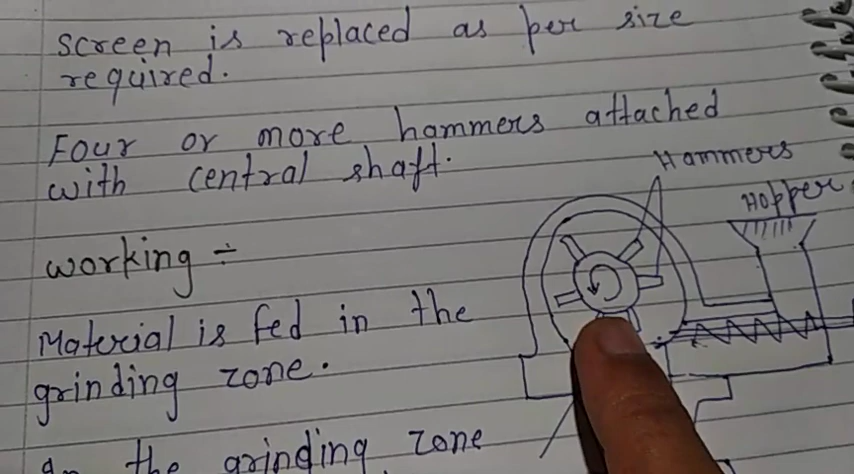 screen is replaced as per size
required.
Four or more hammers attached
with central shaft.
Hammers
Hopper
working ÷
Material is fed in the
grinding zone.
In the grinding zone